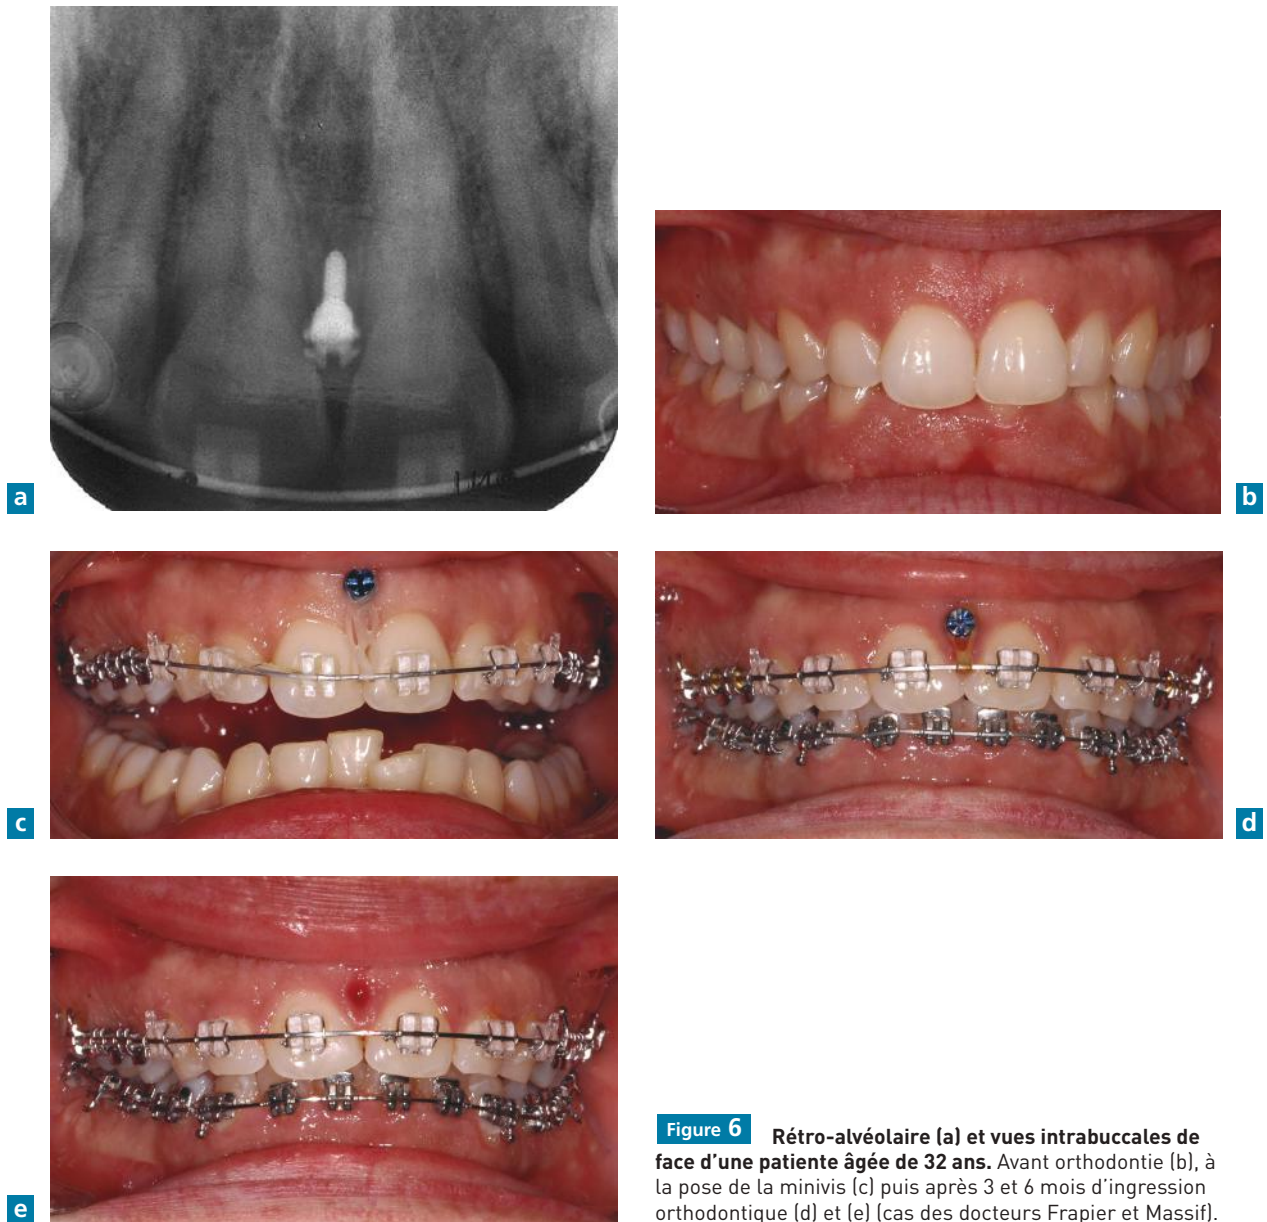 a
b
c
d
e
Figure 6 Rétro-alvéolaire (a) et vues intrabuccales de
face d’une patiente âgée de 32 ans. Avant orthodontie (b), à
la pose de la minivis (c) puis après 3 et 6 mois d’ingression
orthodontique (d) et (e) (cas des docteurs Frapier et Massif).